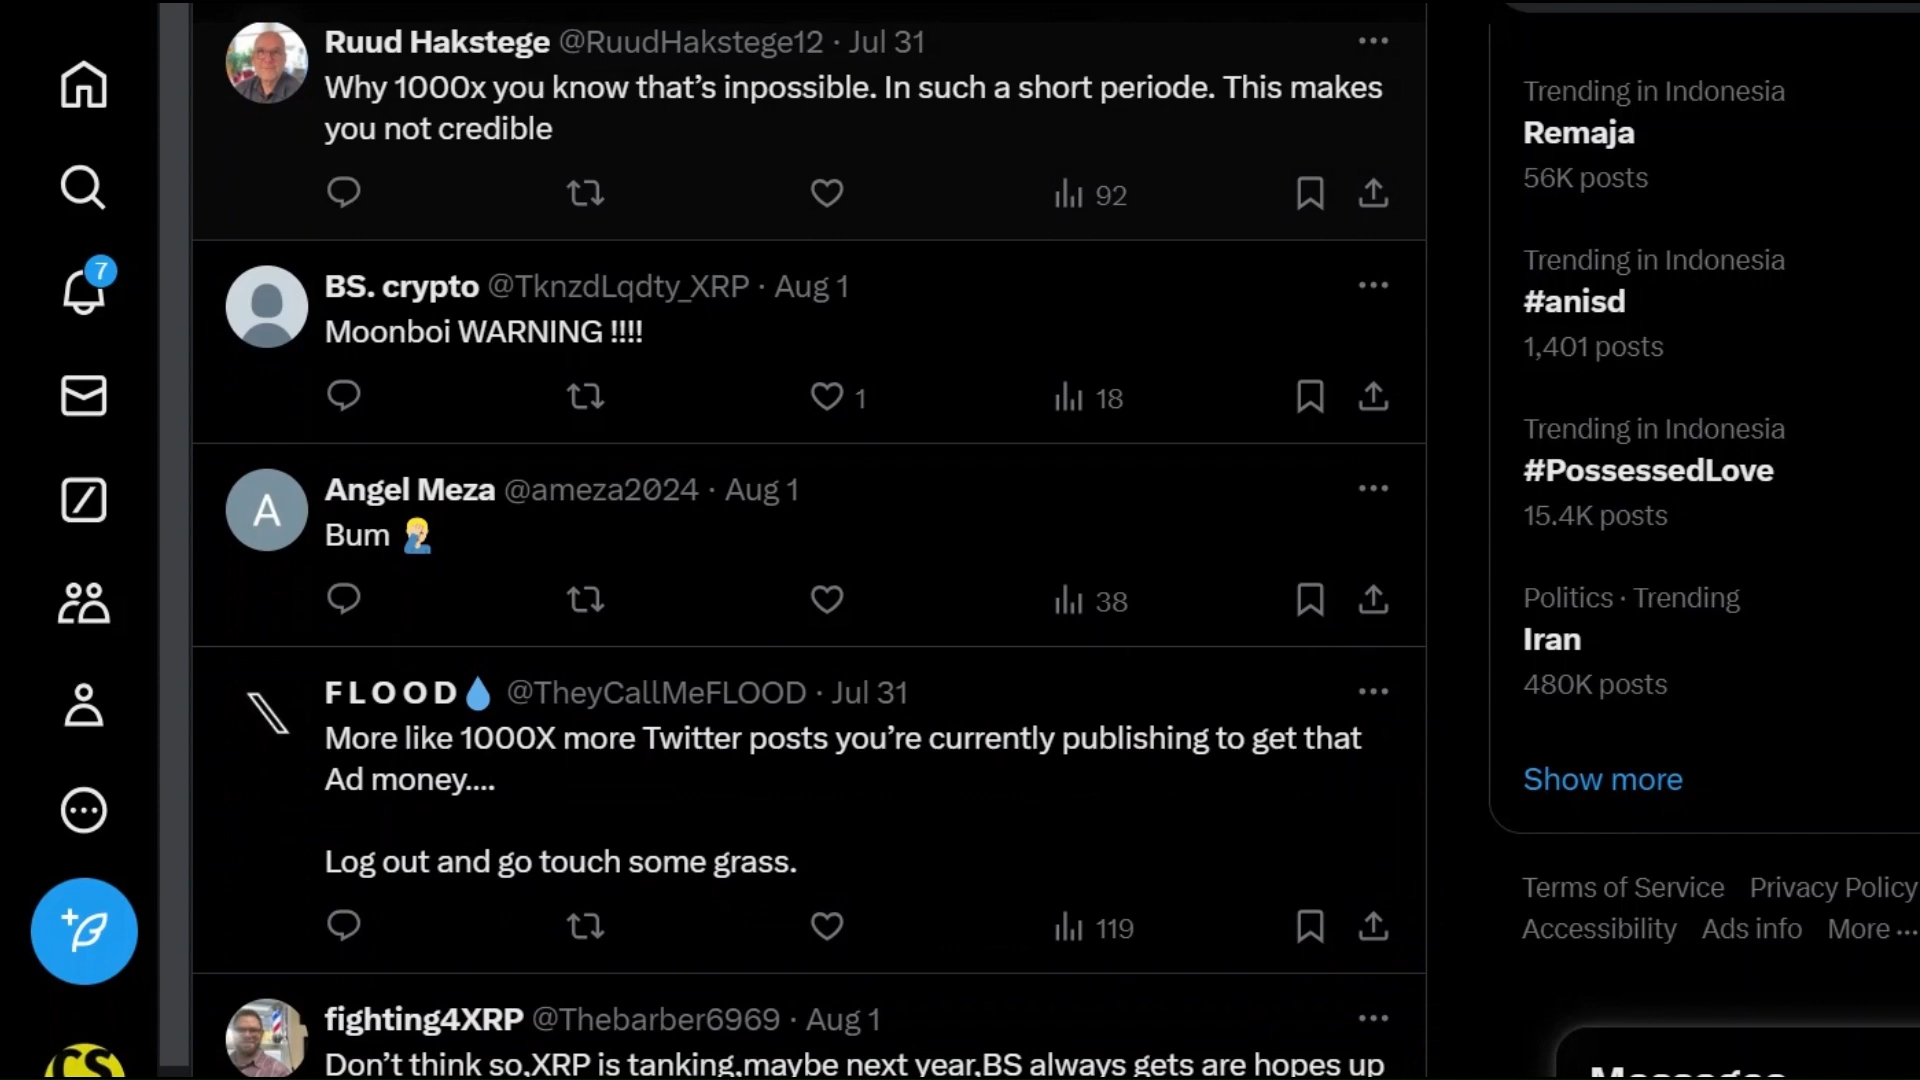 Ruud Hakstege @RuudHakstege12 · Jul 31
Why 1000x you know that’s inpossible. In such a short periode. This makes
you not credible
92
BS. crypto @TknzdLqdty_XRP · Aug 1
Moonboi WARNING !!!!
1
18
A
Angel Meza @ameza2024 · Aug 1
Bum 🤦🏼‍♂️
38
F L O O D💧 @TheyCallMeFLOOD · Jul 31
More like 1000X more Twitter posts you’re currently publishing to get that
Ad money....
Log out and go touch some grass.
119
fighting4XRP @Thebarber6969 · Aug 1
Don’t think so,XRP is tanking,maybe next year,BS always gets are hopes up
7
CS
Trending in Indonesia
Remaja
56K posts
Trending in Indonesia
#anisd
1,401 posts
Trending in Indonesia
#PossessedLove
15.4K posts
Politics · Trending
Iran
480K posts
Show more
Terms of Service Privacy Policy
Accessibility Ads info More ...
Messages